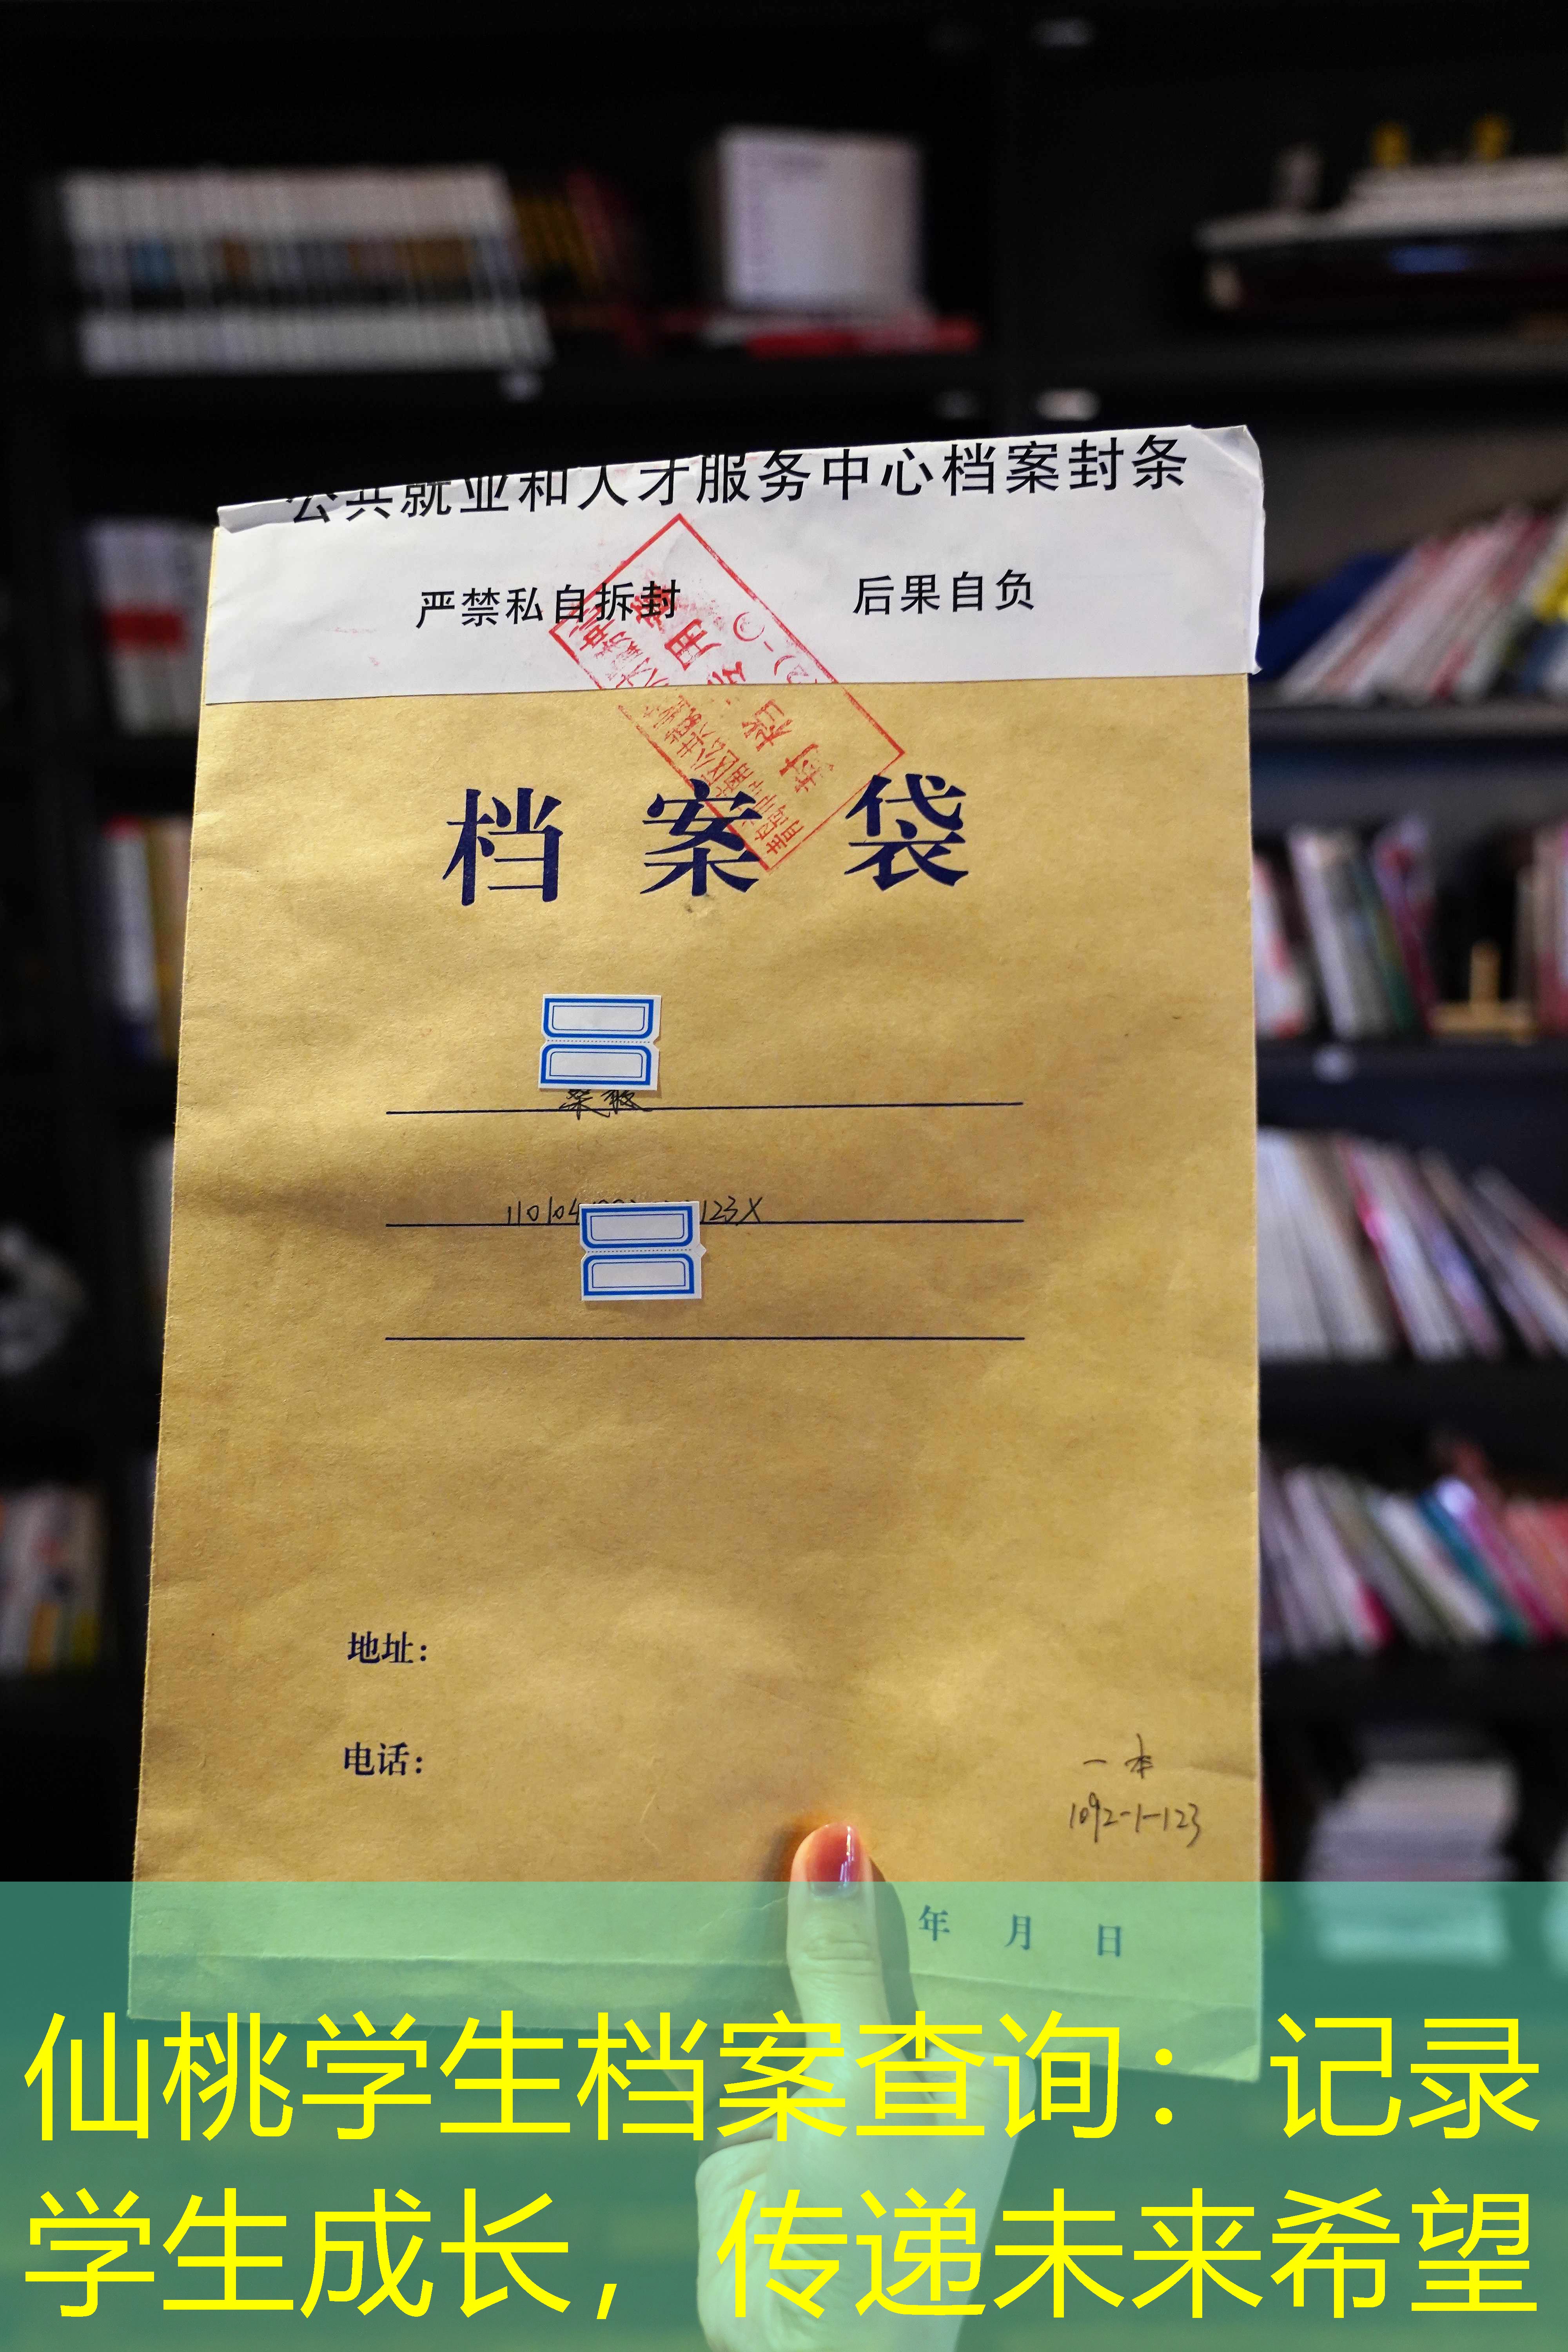 公共就业和人才服务中心档案封条
严禁私自拆封 后果自负
档案袋
地址:
电话:
一本
1092-1-123
年 月 日
仙桃学生档案查询：记录
学生成长，传递未来希望